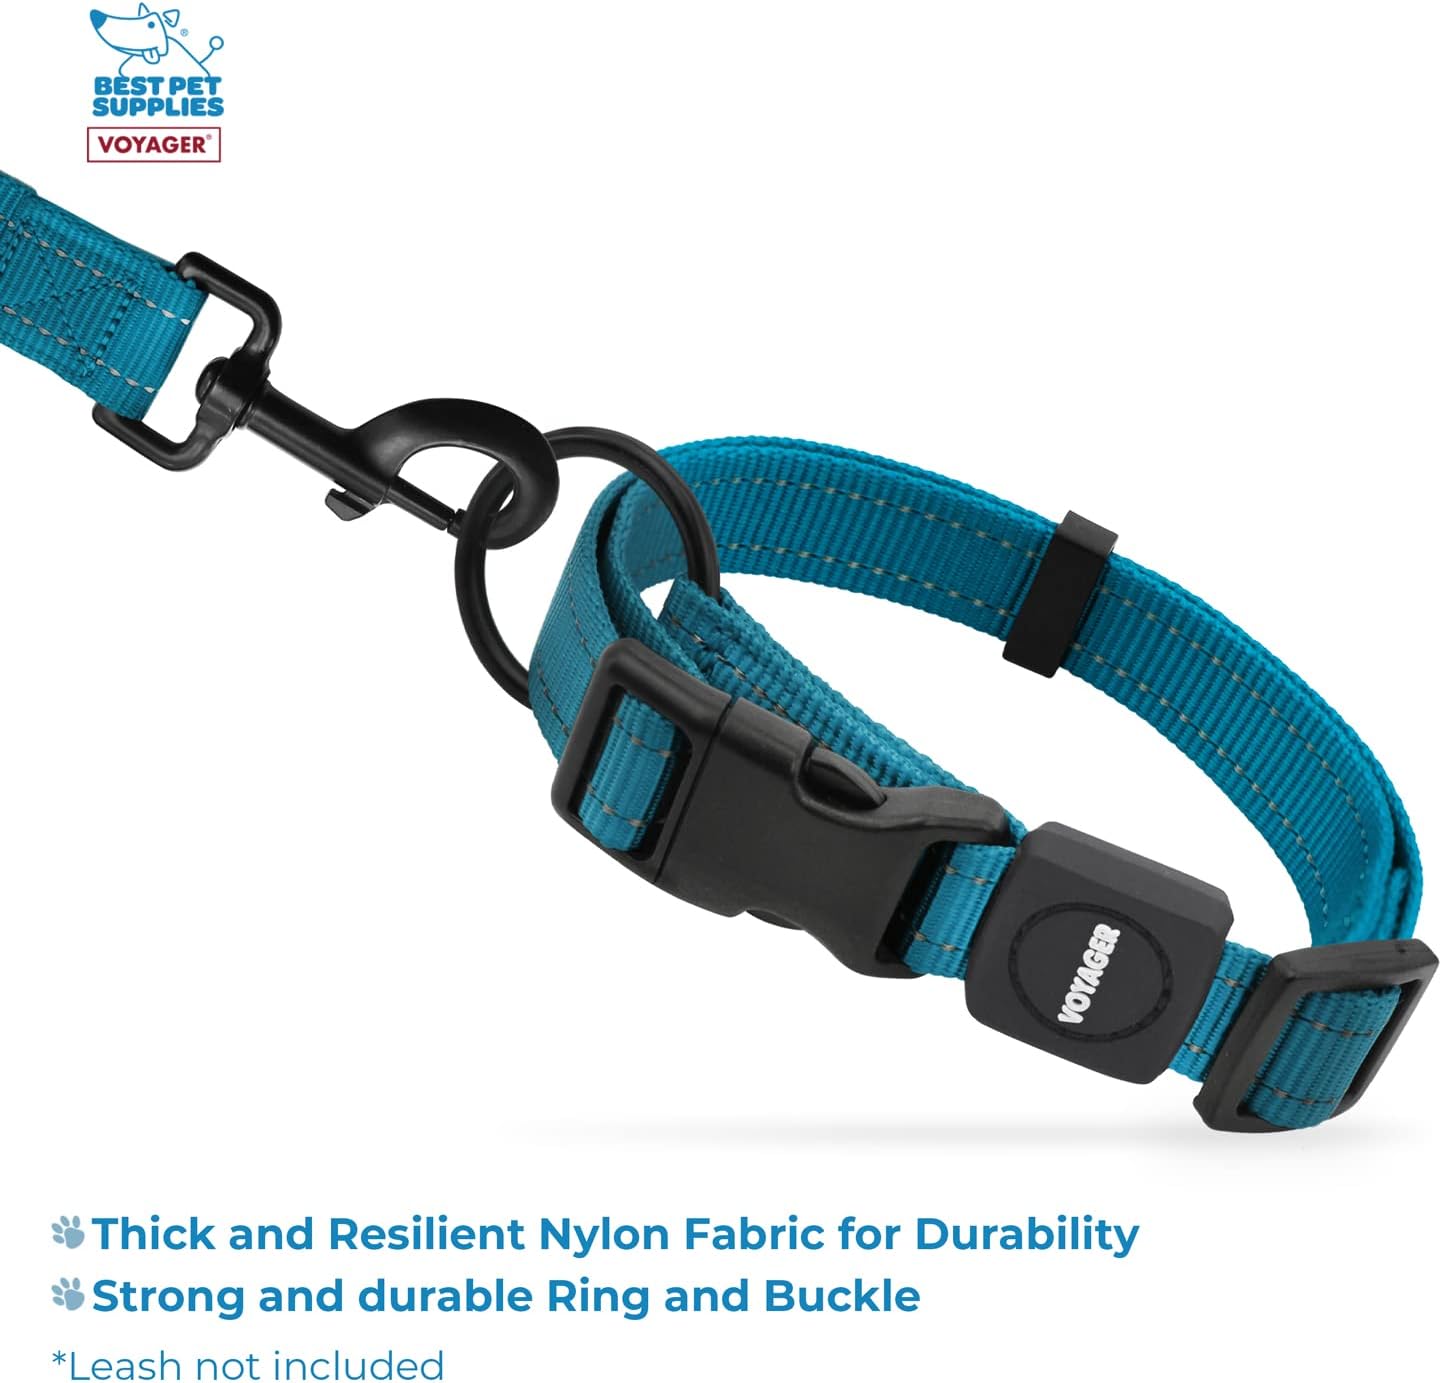 BEST PET
SUPPLIES
VOYAGER®
VOYAGER
Thick and Resilient Nylon Fabric for Durability
Strong and durable Ring and Buckle
*Leash not included